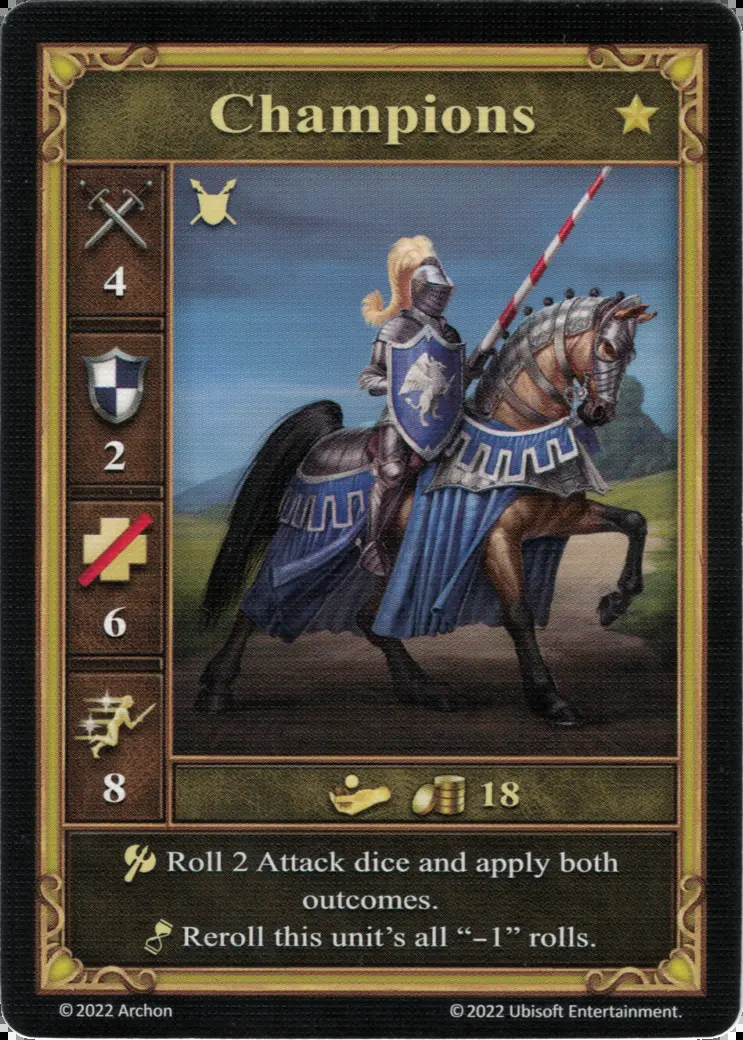 Champions
4
2
6
8
18
Roll 2 Attack dice and apply both
outcomes.
Reroll this unit's all “-1” rolls.
© 2022 Archon
© 2022 Ubisoft Entertainment.